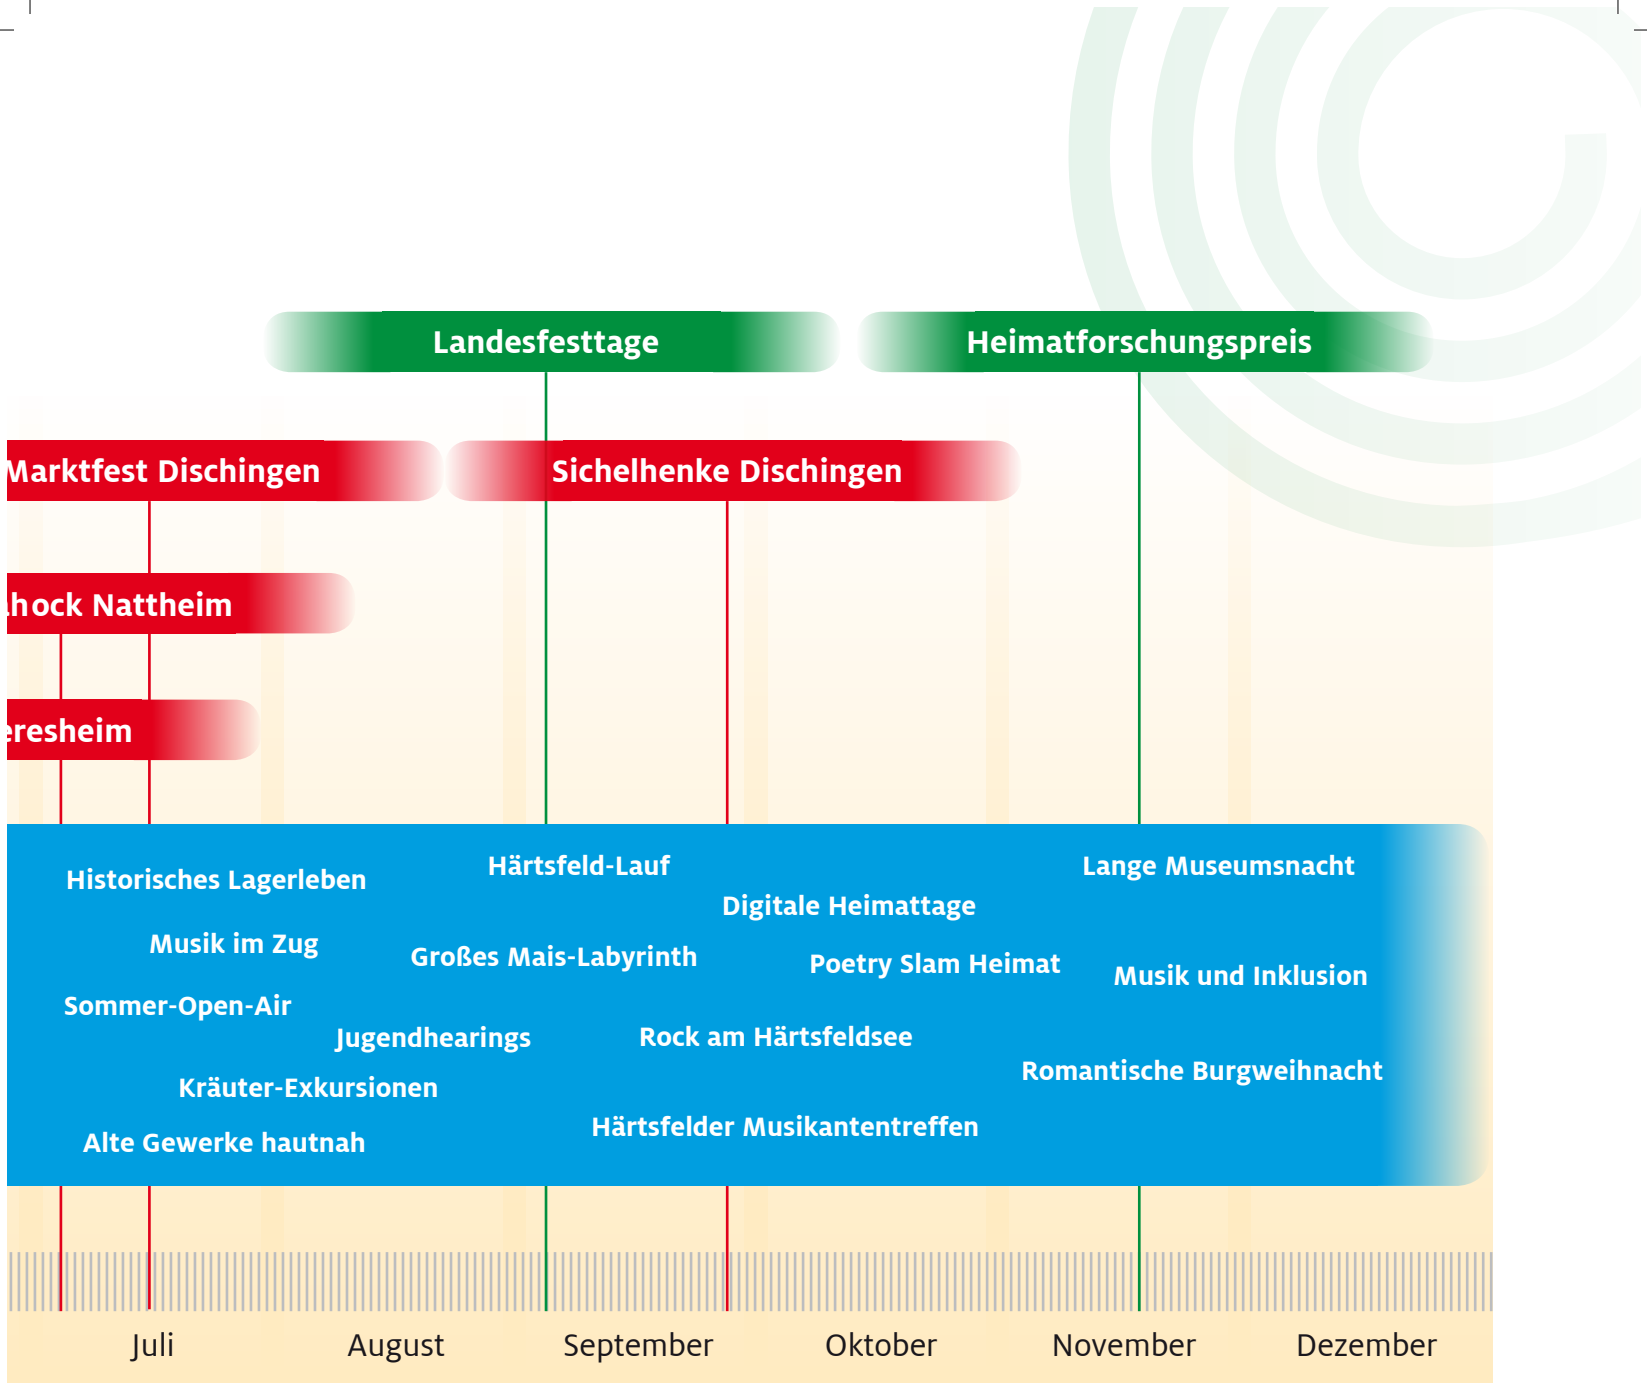 Landesfesttage
Heimatforschungspreis
Marktfest Dischingen
Sichelhenke Dischingen
hock Nattheim
eresheim
Historisches Lagerleben
Härtsfeld-Lauf
Lange Museumsnacht
Digitale Heimattage
Musik im Zug
Großes Mais-Labyrinth
Poetry Slam Heimat
Musik und Inklusion
Sommer-Open-Air
Jugendhearings
Rock am Härtsfeldsee
Romantische Burgweihnacht
Kräuter-Exkursionen
Härtsfelder Musikantentreffen
Alte Gewerke hautnah
Juli
August
September
Oktober
November
Dezember